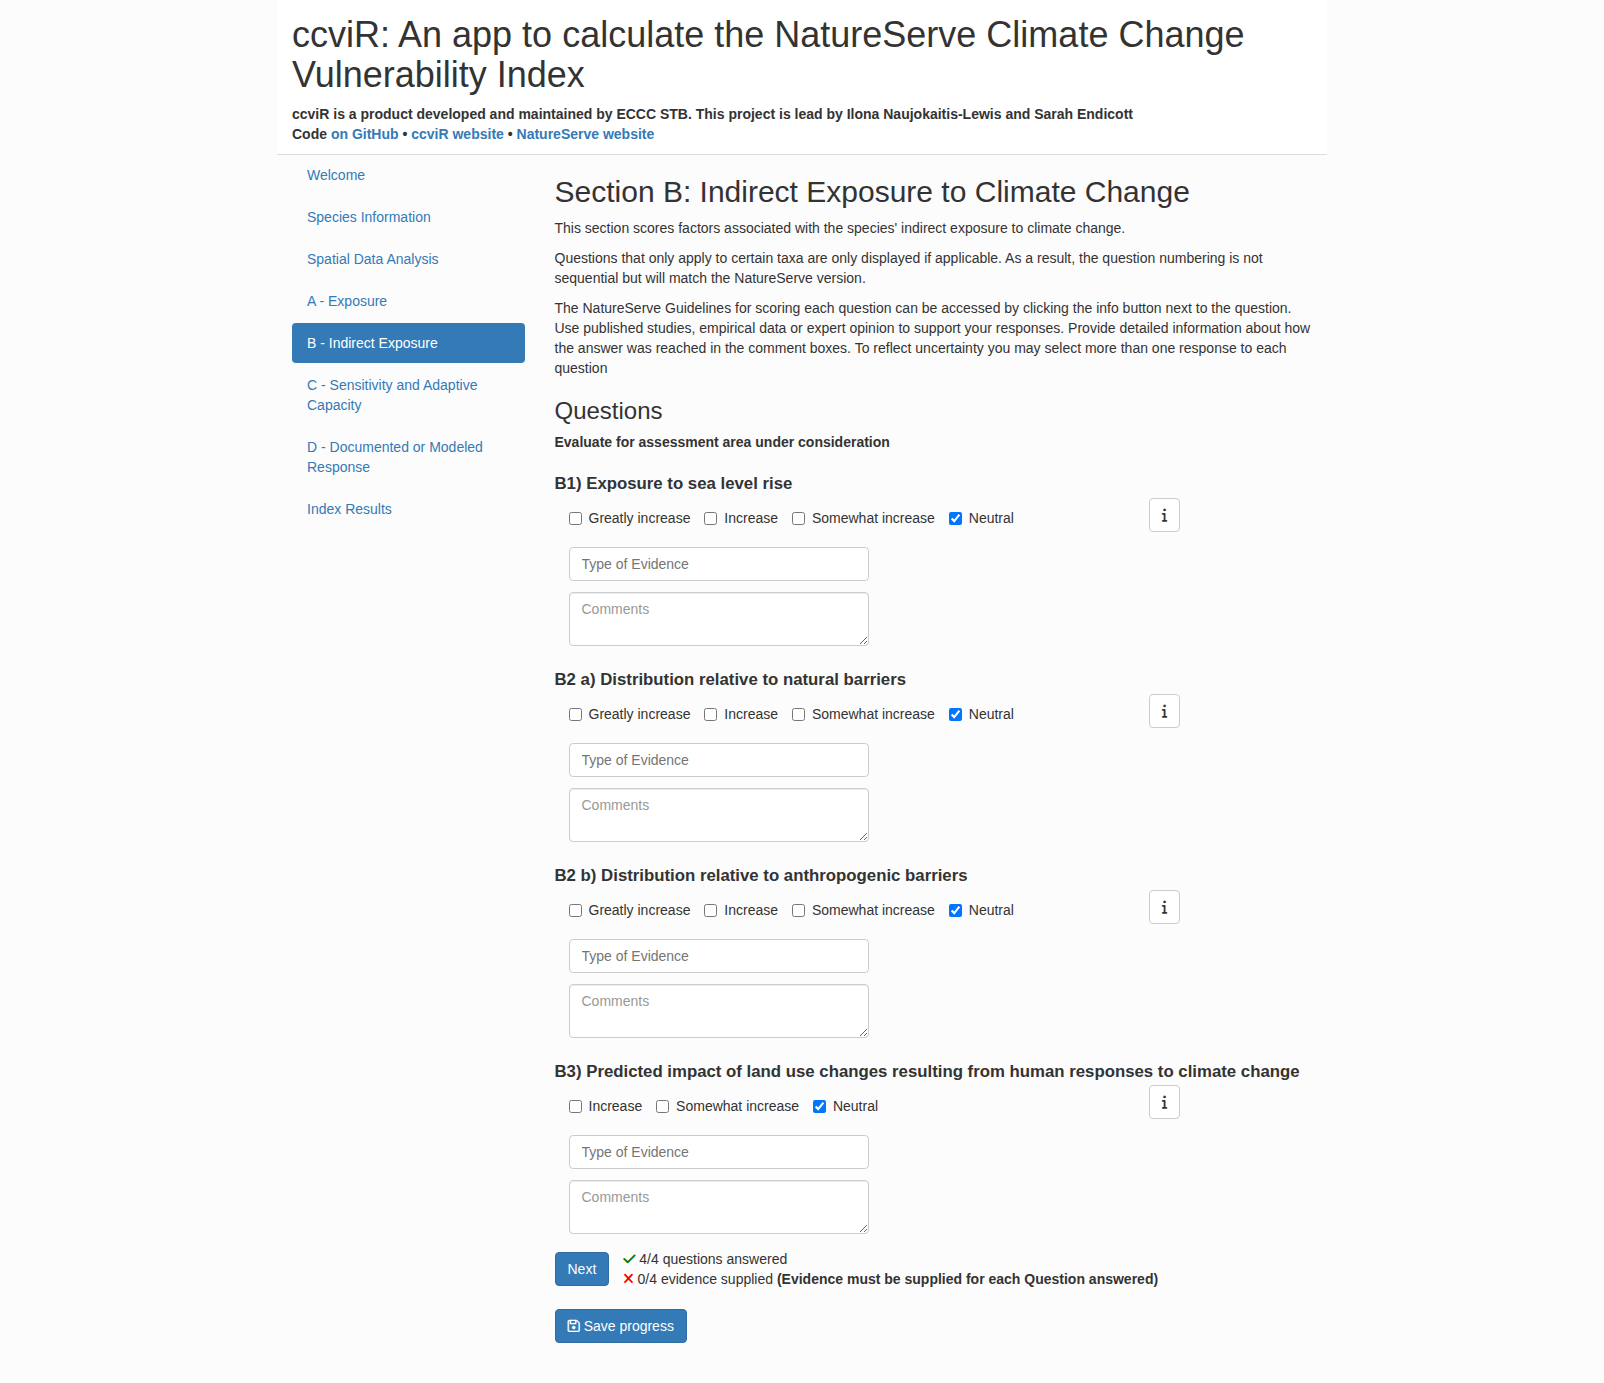 ccviR: An app to calculate the NatureServe Climate Change
Vulnerability Index
ccviR is a product developed and maintained by ECCC STB. This project is lead by Ilona Naujokaitis-Lewis and Sarah Endicott
Code on GitHub • ccviR website • NatureServe website
Welcome
Species Information
Spatial Data Analysis
A - Exposure
B - Indirect Exposure
C - Sensitivity and Adaptive
Capacity
D - Documented or Modeled
Response
Index Results
Section B: Indirect Exposure to Climate Change
This section scores factors associated with the species' indirect exposure to climate change.
Questions that only apply to certain taxa are only displayed if applicable. As a result, the question numbering is not
sequential but will match the NatureServe version.
The NatureServe Guidelines for scoring each question can be accessed by clicking the info button next to the question.
Use published studies, empirical data or expert opinion to support your responses. Provide detailed information about how
the answer was reached in the comment boxes. To reflect uncertainty you may select more than one response to each
question
Questions
Evaluate for assessment area under consideration
B1) Exposure to sea level rise
Greatly increase Increase Somewhat increase Neutral i
Type of Evidence
Comments
B2 a) Distribution relative to natural barriers
Greatly increase Increase Somewhat increase Neutral i
Type of Evidence
Comments
B2 b) Distribution relative to anthropogenic barriers
Greatly increase Increase Somewhat increase Neutral i
Type of Evidence
Comments
B3) Predicted impact of land use changes resulting from human responses to climate change
Increase Somewhat increase Neutral i
Type of Evidence
Comments
Next
4/4 questions answered
0/4 evidence supplied (Evidence must be supplied for each Question answered)
Save progress